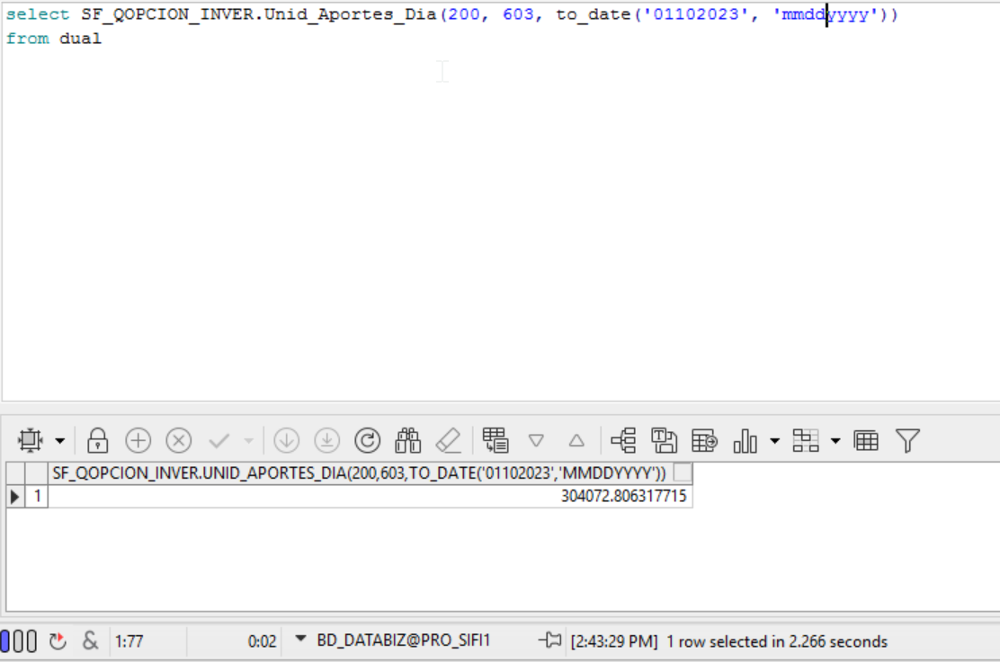 select SF_QOPCION_INVER.Unid_Aportes_Dia(200, 603, to_date('01102023', 'mmddyyyy'))
from dual
SF_QOPCION_INVER.UNID_APORTES_DIA(200,603,TO_DATE('01102023','MMDDYYYY'))
1 304072.806317715
& 1:77 0:02 BD_DATABIZ@PRO_SIFI1 [2:43:29 PM] 1 row selected in 2.266 seconds